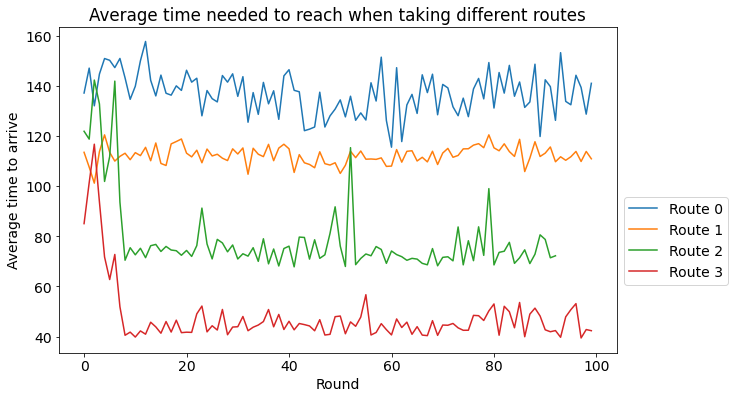 Average time needed to reach when taking different routes
Average time to arrive
160
140
120
100
80
60
40
0
20
40
60
80
100
Round
Route 0
Route 1
Route 2
Route 3